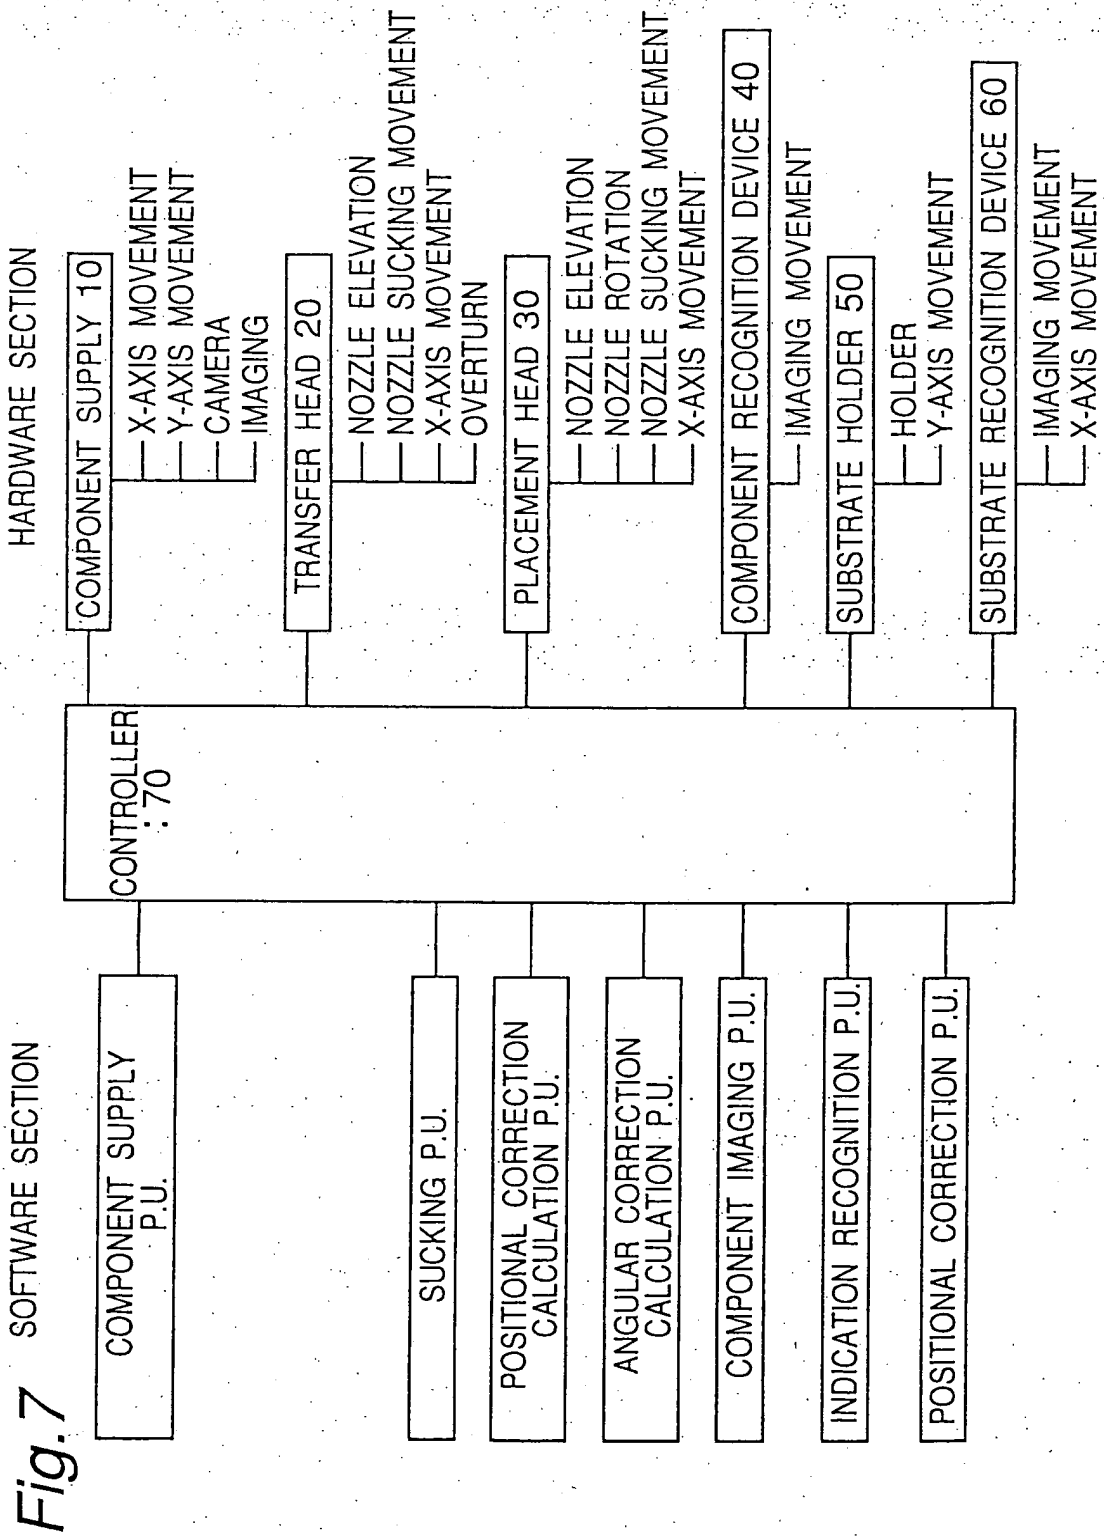 Fig.7
SOFTWARE SECTION
COMPONENT SUPPLY
P.U.
SUCKING P.U.
POSITIONAL CORRECTION
CALCULATION P.U.
ANGULAR CORRECTION
CALCULATION P.U.
COMPONENT IMAGING P.U.
INDICATION RECOGNITION P.U.
POSITIONAL CORRECTION P.U.
CONTROLLER
:70
HARDWARE SECTION
COMPONENT SUPPLY 10
X-AXIS MOVEMENT
Y-AXIS MOVEMENT
CAMERA
IMAGING
TRANSFER HEAD 20
NOZZLE ELEVATION
NOZZLE SUCKING MOVEMENT
X-AXIS MOVEMENT
OVERTURN
PLACEMENT HEAD 30
NOZZLE ELEVATION
NOZZLE ROTATION
NOZZLE SUCKING MOVEMENT
X-AXIS MOVEMENT
COMPONENT RECOGNITION DEVICE 40
IMAGING MOVEMENT
SUBSTRATE HOLDER 50
HOLDER
Y-AXIS MOVEMENT
SUBSTRATE RECOGNITION DEVICE 60
IMAGING MOVEMENT
X-AXIS MOVEMENT